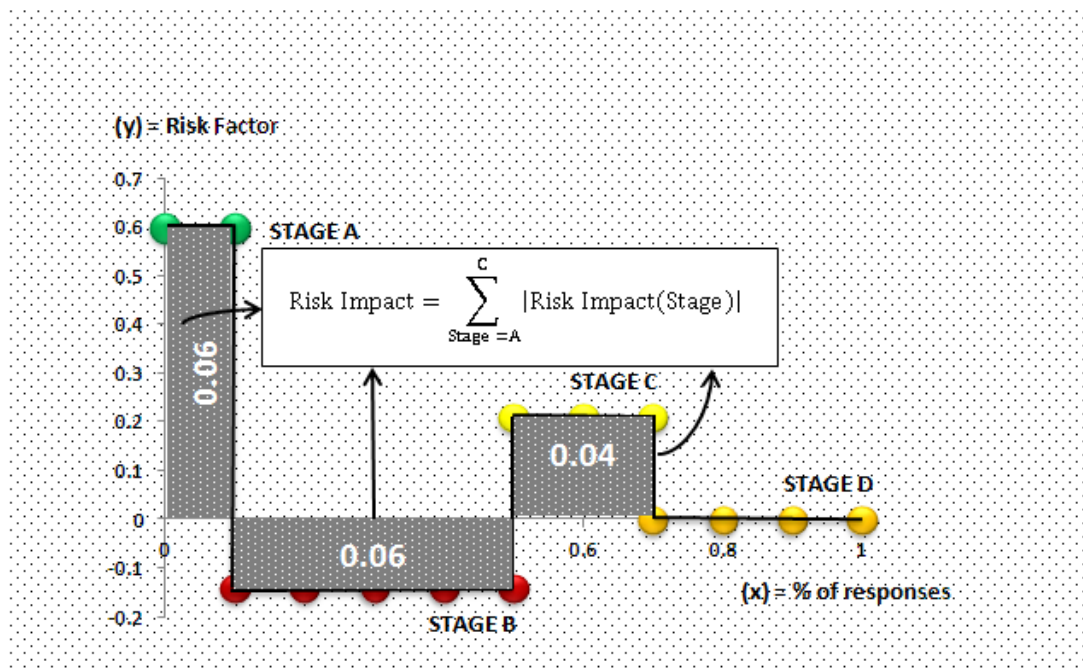 (y) = Risk Factor
0.7
0.6
STAGE A
0.5
C
Risk Impact = ∑ |Risk Impact(Stage)|
Stage =A
0.4
0.06
0.3
STAGE C
0.2
0.04
0.1
STAGE D
0
0
0.6
0.8
1
0.06
-0.1
(x) = % of responses
-0.2
STAGE B